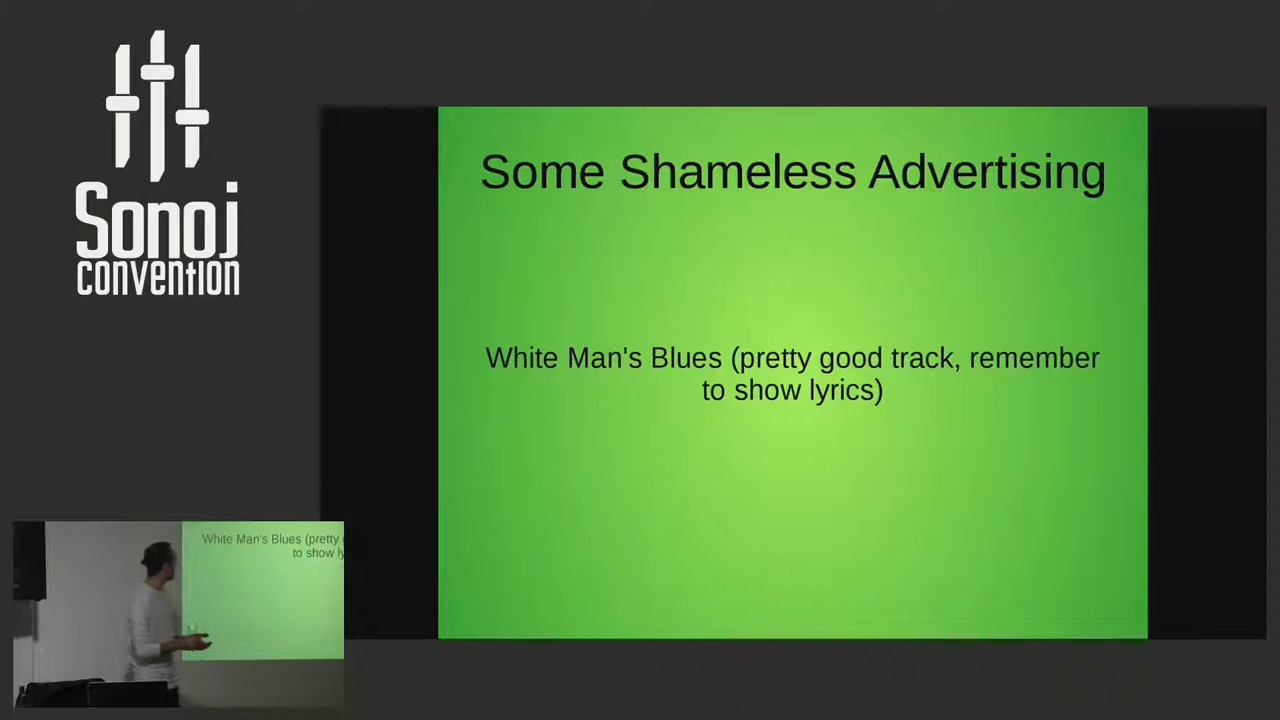 Sonoj
convention
Some Shameless Advertising
White Man's Blues (pretty good track, remember
to show lyrics)
White Man's Blues (pretty
to show ly